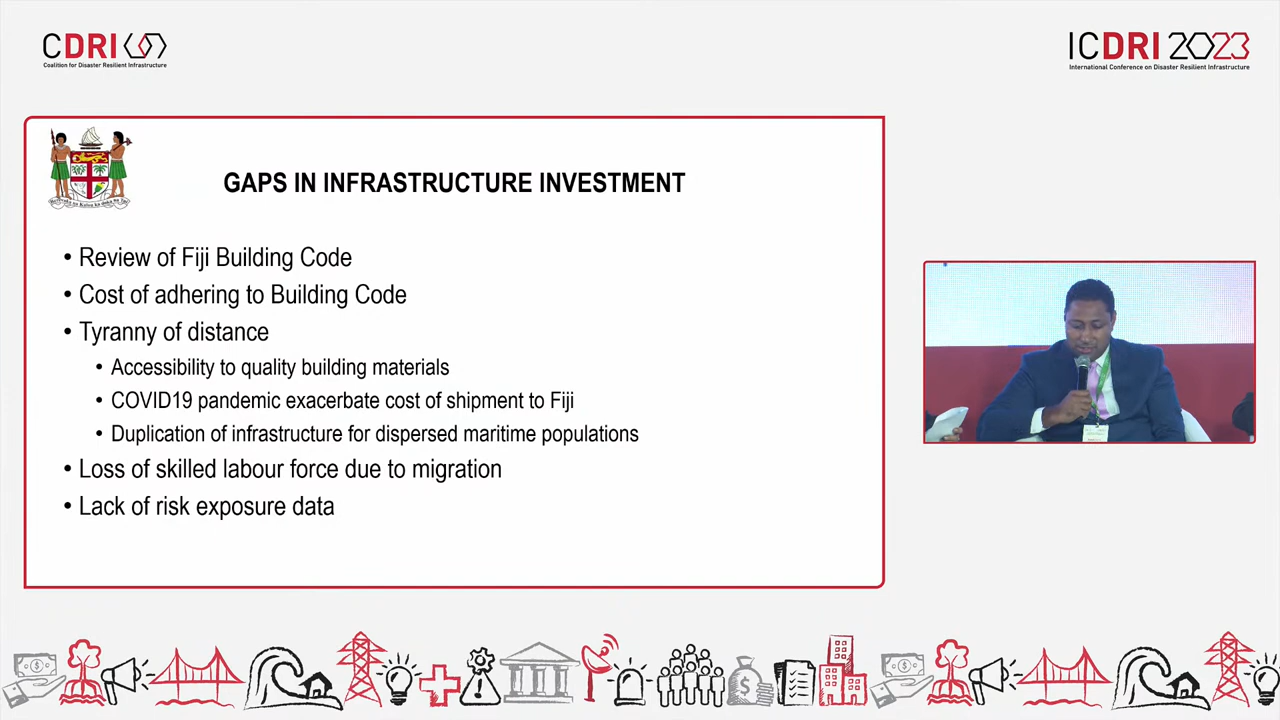 CDRI
Coalition for Disaster Resilient Infrastructure
ICDRI 2023
International Conference on Disaster Resilient Infrastructure
GAPS IN INFRASTRUCTURE INVESTMENT
• Review of Fiji Building Code
• Cost of adhering to Building Code
• Tyranny of distance
• Accessibility to quality building materials
• COVID19 pandemic exacerbate cost of shipment to Fiji
• Duplication of infrastructure for dispersed maritime populations
• Loss of skilled labour force due to migration
• Lack of risk exposure data